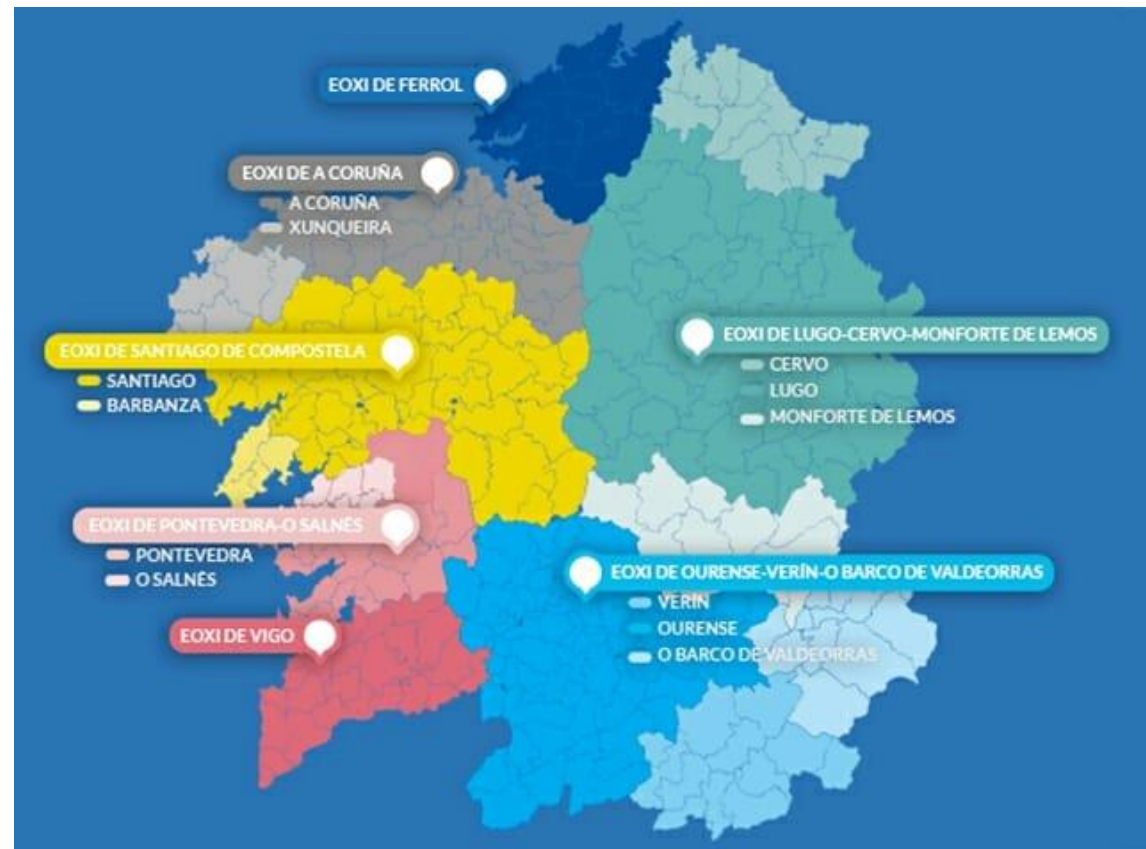 EOXI DE FERROL
EOXI DE A CORUÑA
A CORUÑA
XUNQUEIRA
EOXI DE SANTIAGO DE COMPOSTELA
SANTIAGO
BARBANZA
EOXI DE LUGO-CERVO-MONFORTE DE LEMOS
CERVO
LUGO
MONFORTE DE LEMOS
EOXI DE PONTEVEDRA-O SALNÉS
PONTEVEDRA
O SALNÉS
EOXI DE OURENSE-VERÍN-O BARCO DE VALDEORRAS
VERÍN
OURENSE
O BARCO DE VALDEORRAS
EOXI DE VIGO